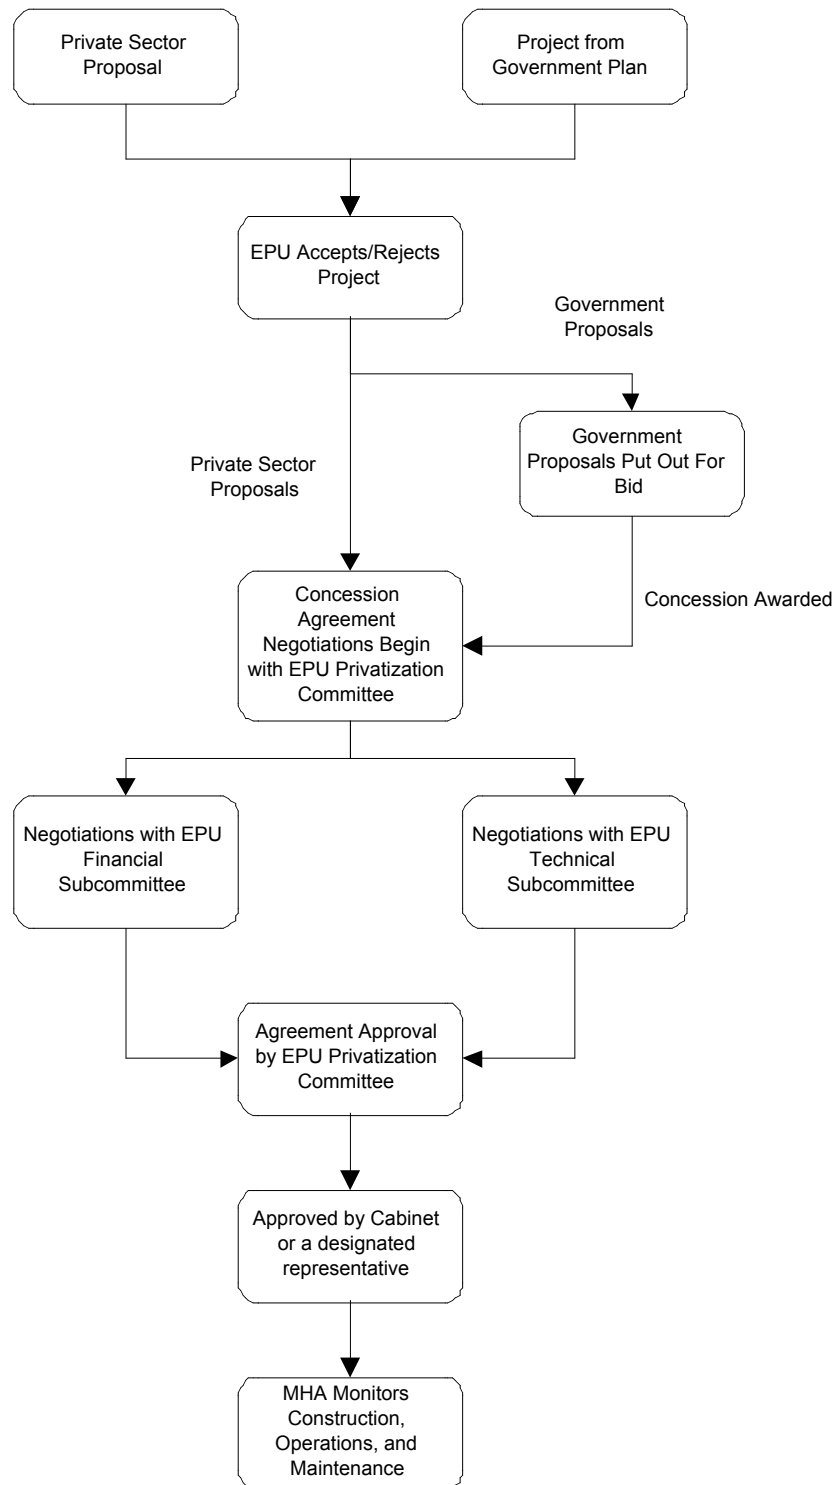 Private Sector
Proposal
Project from
Government Plan
EPU Accepts/Rejects
Project
Government
Proposals
Government
Proposals Put Out For
Bid
Private Sector
Proposals
Concession
Agreement
Negotiations Begin
with EPU Privatization
Committee
Concession Awarded
Negotiations with EPU
Financial
Subcommittee
Negotiations with EPU
Technical
Subcommittee
Agreement Approval
by EPU Privatization
Committee
Approved by Cabinet
or a designated
representative
MHA Monitors
Construction,
Operations, and
Maintenance